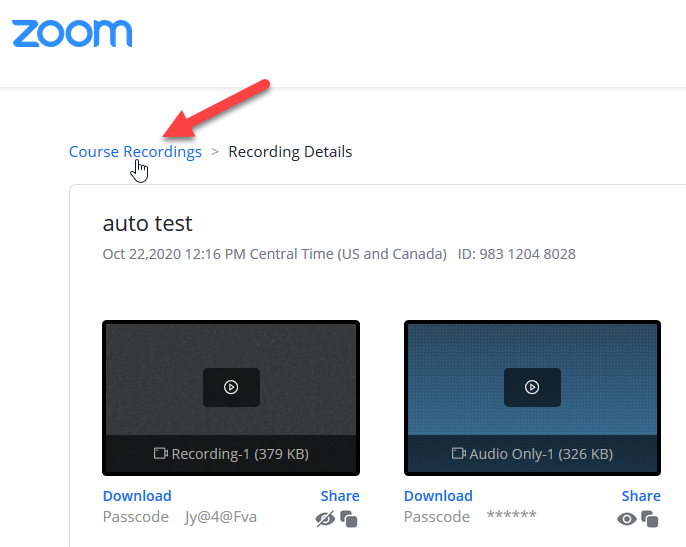 zoom
Course Recordings > Recording Details
auto test
Oct 22,2020 12:16 PM Central Time (US and Canada) ID: 983 1204 8028
Recording-1 (379 KB) Audio Only-1 (326 KB)
Download Share Download Share
Passcode Jy@4@Fva Passcode ******